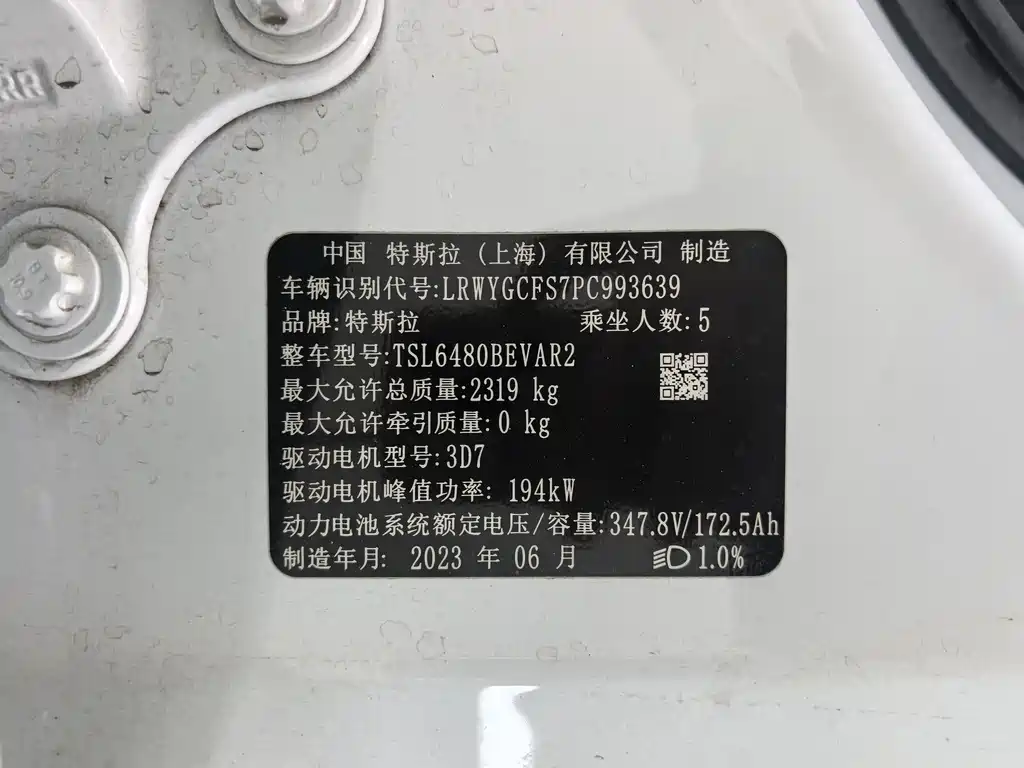 RR
8.1
10.9
中国 特斯拉 (上海) 有限公司 制造
车辆识别代号:LRWYGCFS7PC993639
品牌:特斯拉 乘坐人数:5
整车型号:TSL6480BEVAR2
最大允许总质量:2319 kg
最大允许牵引质量:0 kg
驱动电机型号:3D7
驱动电机峰值功率: 194kW
动力电池系统额定电压/容量:347.8V/172.5Ah
制造年月: 2023 年 06 月 1.0%